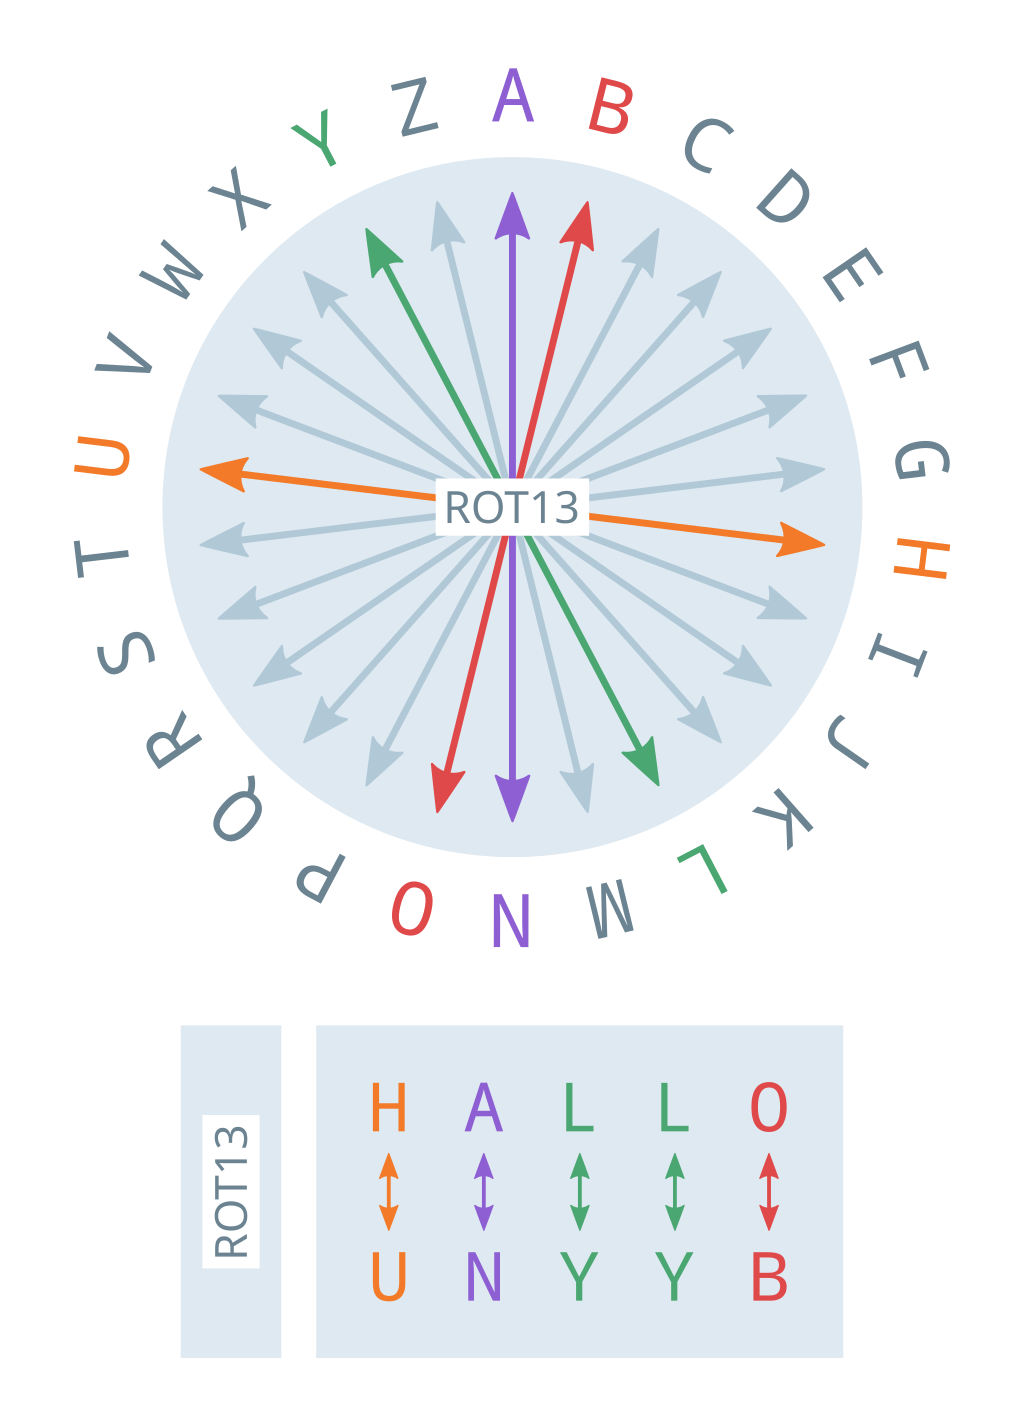 A B C D E F G H I J K L M N O P Q R S T U V W X Y Z
ROT13
ROT13
H A L L O
U N Y Y B